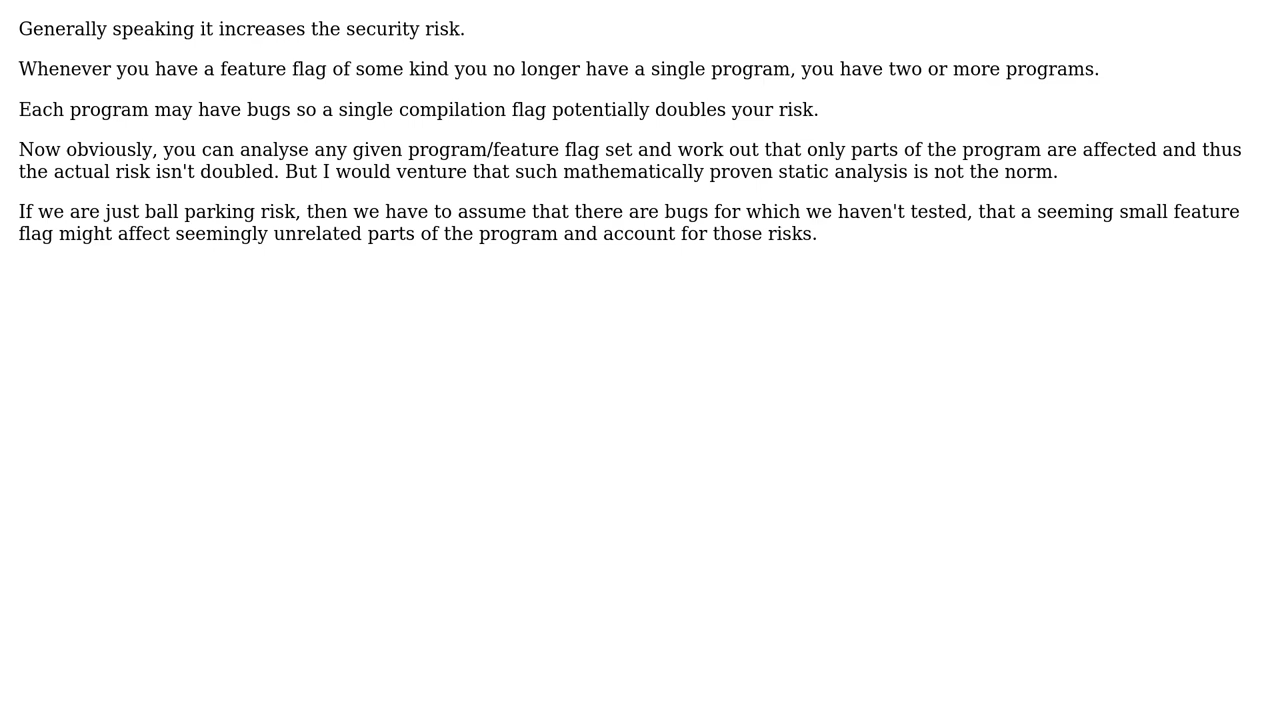 Generally speaking it increases the security risk.
Whenever you have a feature flag of some kind you no longer have a single program, you have two or more programs.
Each program may have bugs so a single compilation flag potentially doubles your risk.
Now obviously, you can analyse any given program/feature flag set and work out that only parts of the program are affected and thus
the actual risk isn't doubled. But I would venture that such mathematically proven static analysis is not the norm.
If we are just ball parking risk, then we have to assume that there are bugs for which we haven't tested, that a seeming small feature
flag might affect seemingly unrelated parts of the program and account for those risks.